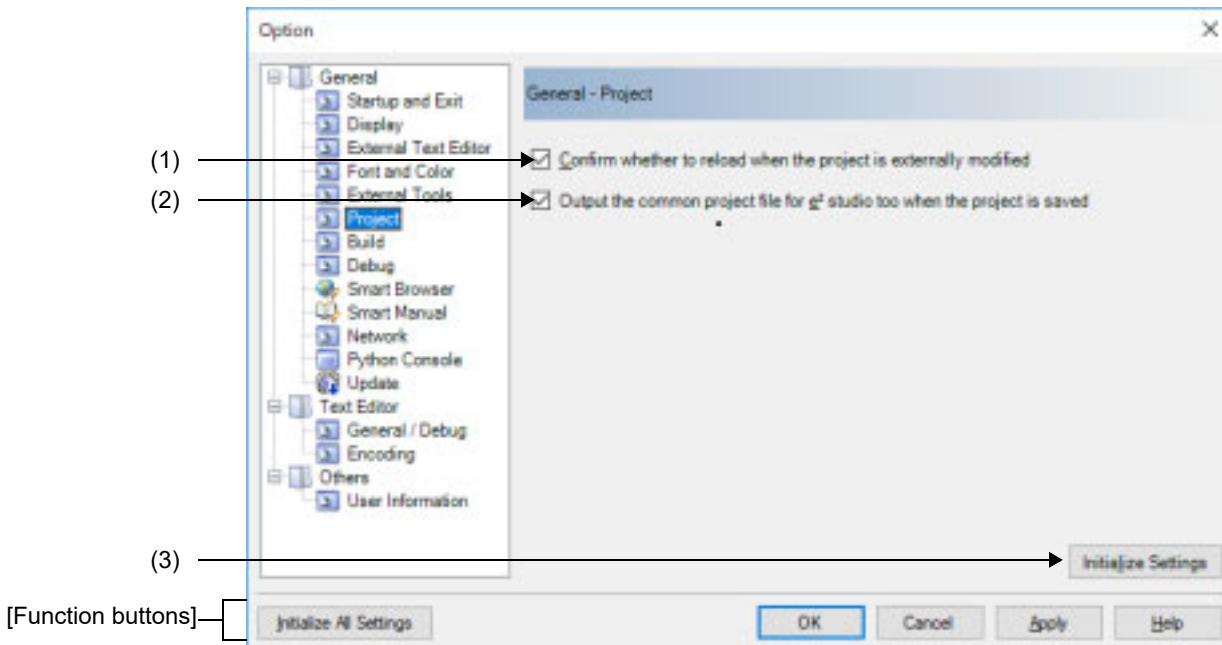 Option
General
Startup and Exit
Display
External Text Editor
Font and Color
External Tools
Project
Build
Debug
Smart Browser
Smart Manual
Network
Python Console
Update
Text Editor
General / Debug
Encoding
Others
User Information
General - Project
(1)
Confirm whether to reload when the project is externally modified
(2)
Output the common project file for e² studio too when the project is saved
(3)
Initialize Settings
[Function buttons]
Initialize All Settings
OK
Cancel
Apply
Help